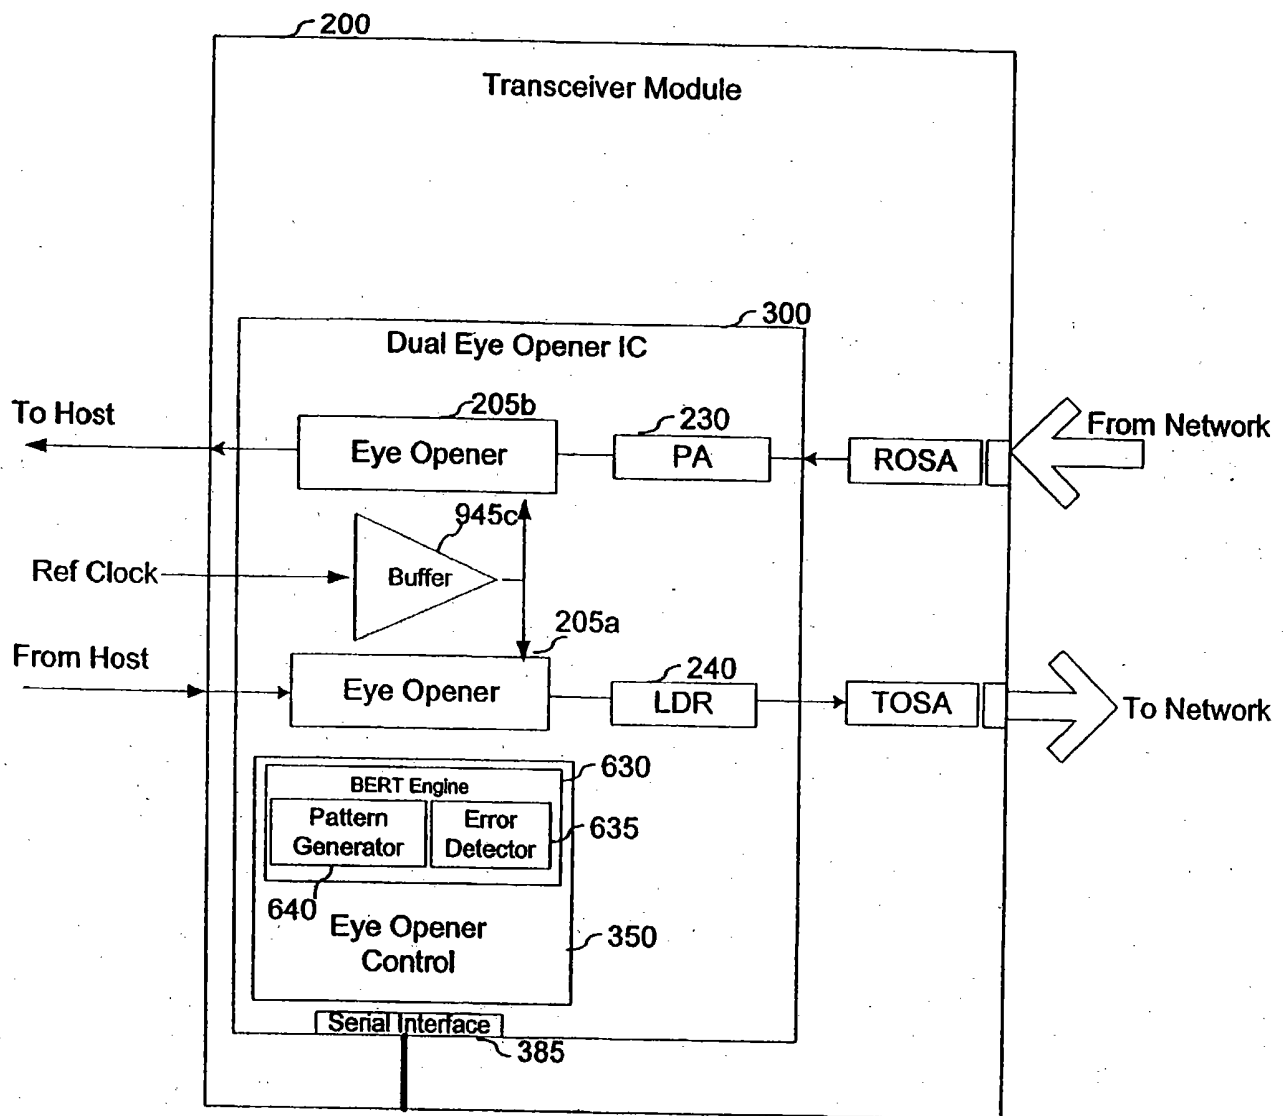 200
Transceiver Module
300
Dual Eye Opener IC
To Host
205b
Eye Opener
230
PA
ROSA
From Network
945c
Ref Clock
Buffer
205a
From Host
Eye Opener
240
LDR
TOSA
To Network
630
BERT Engine
Pattern
Generator
Error
Detector
635
640
Eye Opener
Control
350
Serial Interface
385